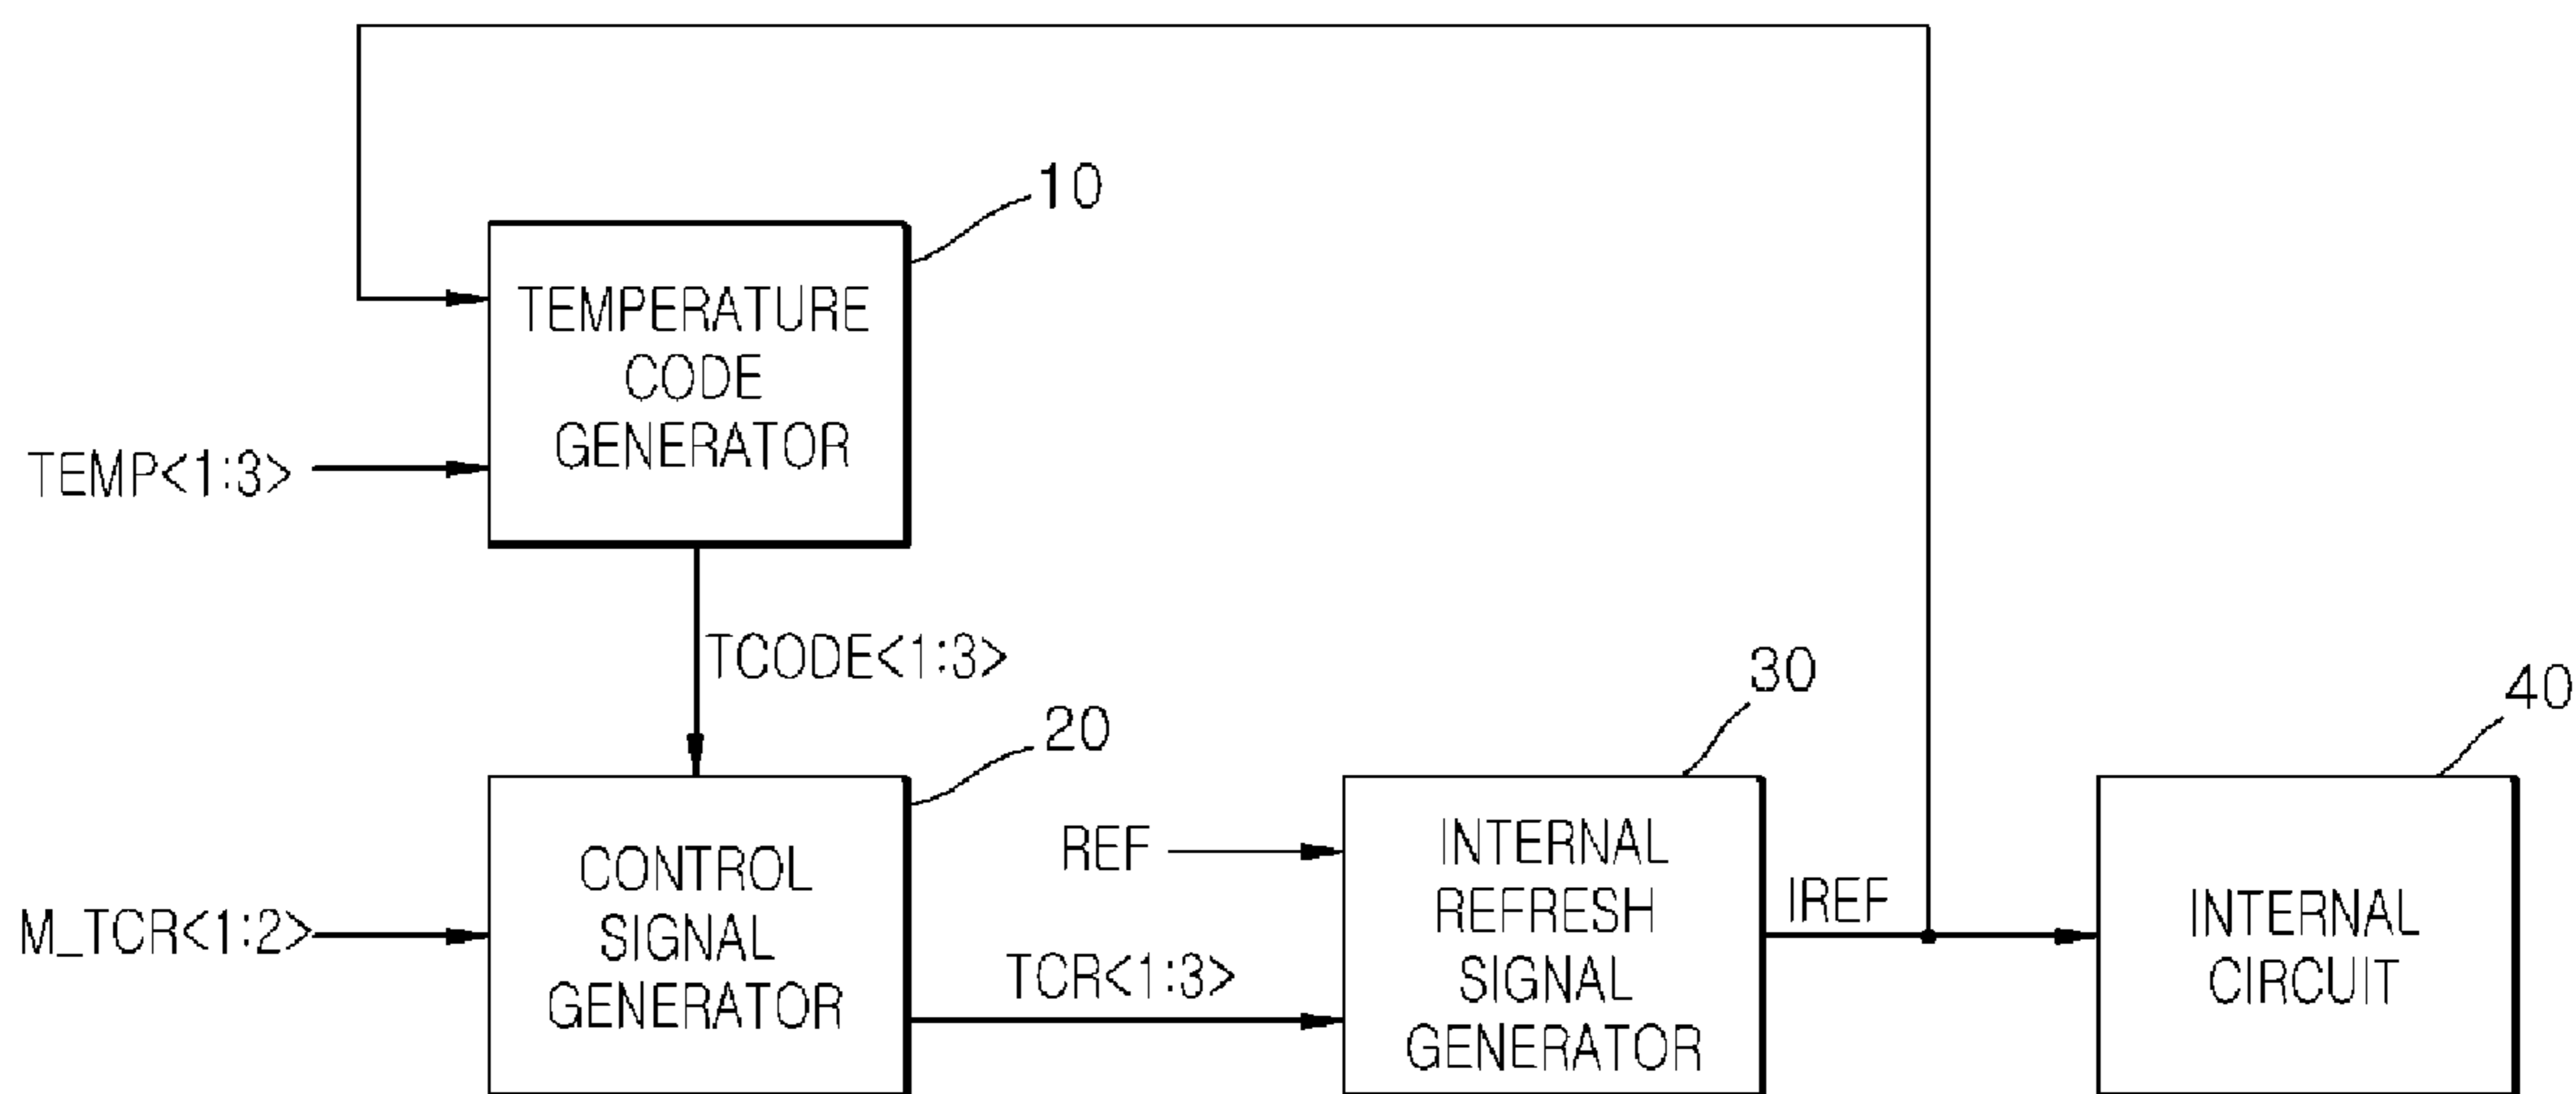 10
TEMPERATURE
CODE
GENERATOR
TEMP<1:3>
TCODE<1:3>
20
30
40
CONTROL
SIGNAL
GENERATOR
M_TCR<1:2>
REF
TCR<1:3>
INTERNAL
REFRESH
SIGNAL
GENERATOR
IREF
INTERNAL
CIRCUIT